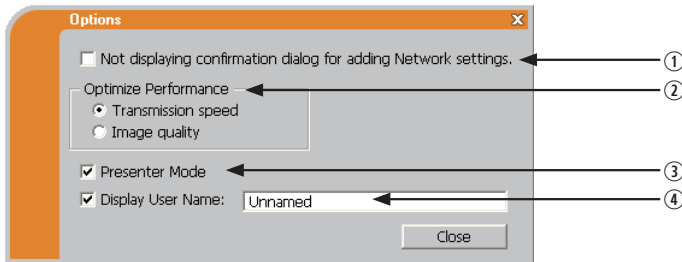 Options
Not displaying confirmation dialog for adding Network settings.
①
Optimize Performance
②
Transmission speed
Image quality
Presenter Mode
③
Display User Name: Unnamed
④
Close